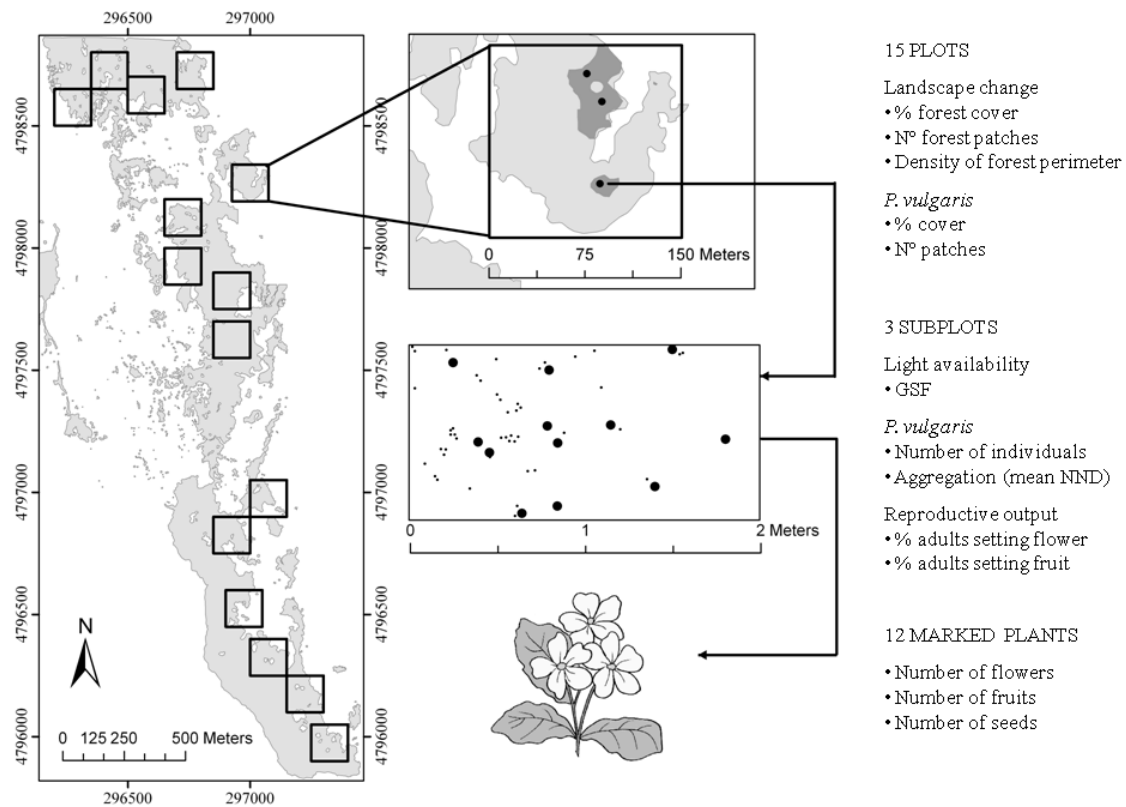 296500 297000
4798500
4798000
4797500
4797000
4796500
4796000
4798500
4798000
4797500
4797000
4796500
4796000
N
0 125 250 500 Meters
296500 297000
0 75 150 Meters
0 1 2 Meters
15 PLOTS
Landscape change
• % forest cover
• Nº forest patches
• Density of forest perimeter
P. vulgaris
• % cover
• Nº patches
3 SUBPLOTS
Light availability
• GSF
P. vulgaris
• Number of individuals
• Aggregation (mean NND)
Reproductive output
• % adults setting flower
• % adults setting fruit
12 MARKED PLANTS
• Number of flowers
• Number of fruits
• Number of seeds